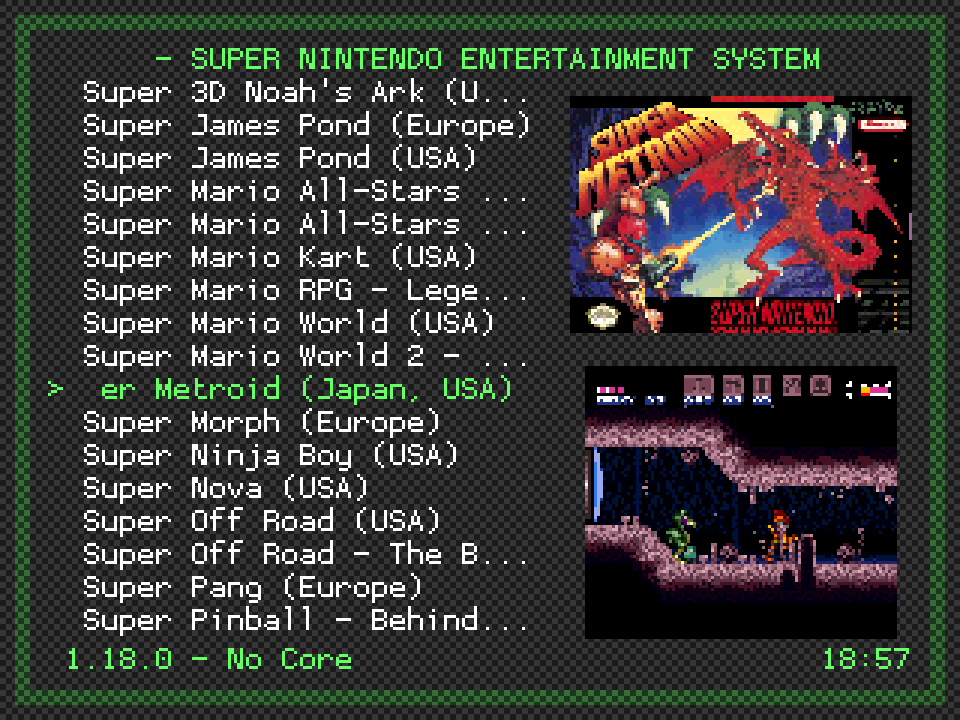 - SUPER NINTENDO ENTERTAINMENT SYSTEM
Super 3D Noah's Ark (U...
Super James Pond (Europe)
Super James Pond (USA)
Super Mario All-Stars ...
Super Mario All-Stars ...
Super Mario Kart (USA)
Super Mario RPG - Lege...
Super Mario World (USA)
Super Mario World 2 - ...
> er Metroid (Japan, USA)
Super Morph (Europe)
Super Ninja Boy (USA)
Super Nova (USA)
Super Off Road (USA)
Super Off Road - The B...
Super Pang (Europe)
Super Pinball - Behind...
1.18.0 - No Core
18:57
SUPER
METROID